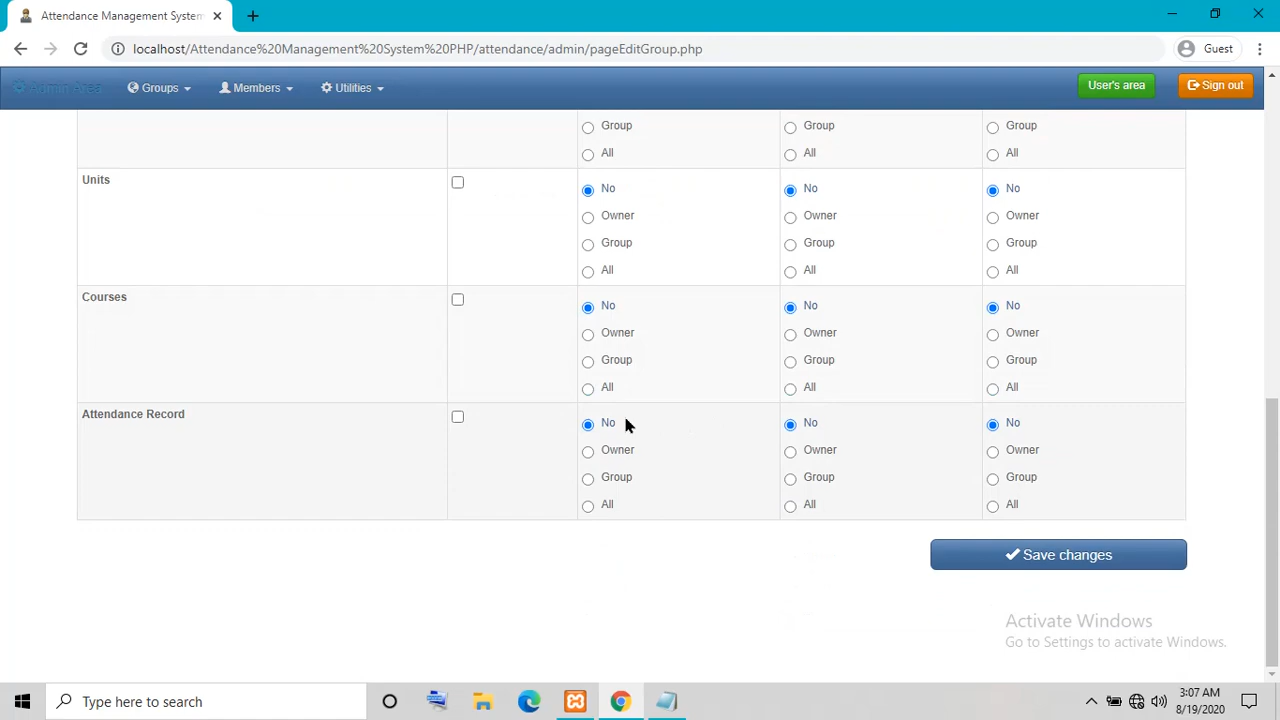 Attendance Management System
localhost/Attendance%20Management%20System%20PHP/attendance/admin/pageEditGroup.php
Guest
Admin Area Groups Members Utilities User's area Sign out
Group Group Group
All All All
Units No No No
Owner Owner Owner
Group Group Group
All All All
Courses No No No
Owner Owner Owner
Group Group Group
All All All
Attendance Record No No No
Owner Owner Owner
Group Group Group
All All All
Save changes
Activate Windows
Go to Settings to activate Windows.
Type here to search
3:07 AM
8/19/2020